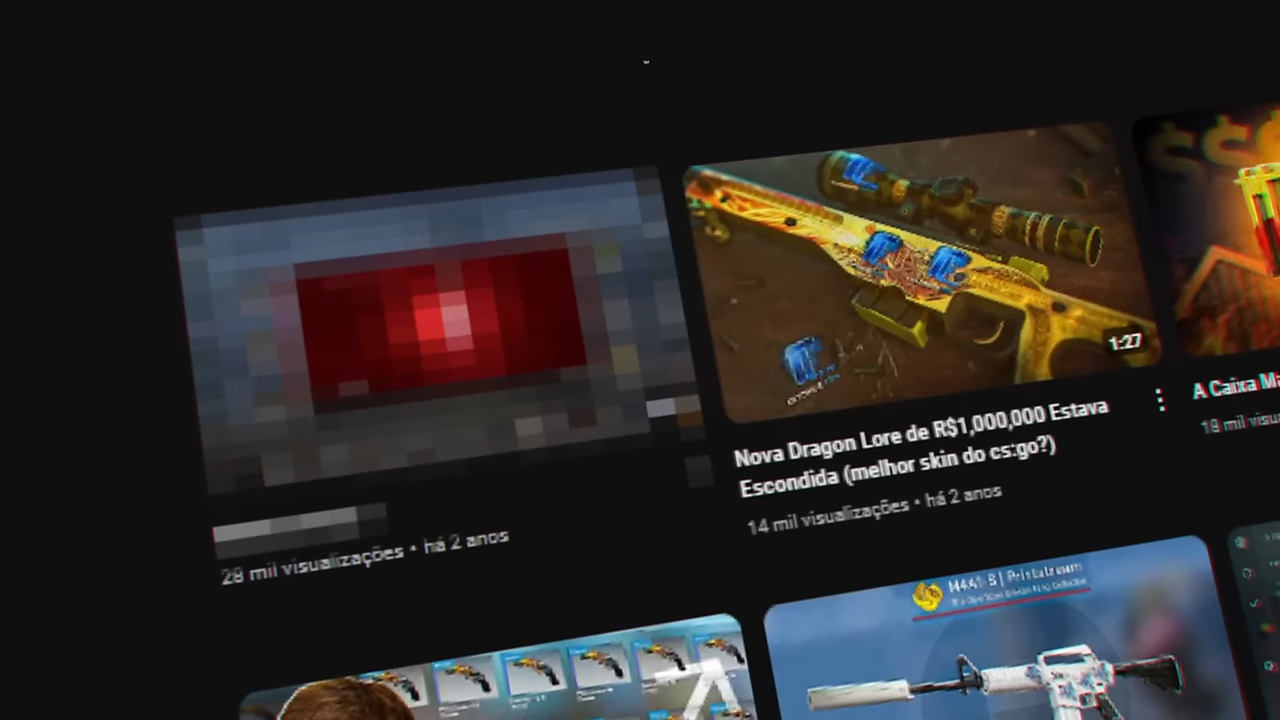 1:27
Nova Dragon Lore de R$1,000,000 Estava
Escondida (melhor skin do cs:go?)
14 mil visualizações • há 2 anos
A Caixa
28 mil visualizações • há 2 anos
M4A1-S | Printstream